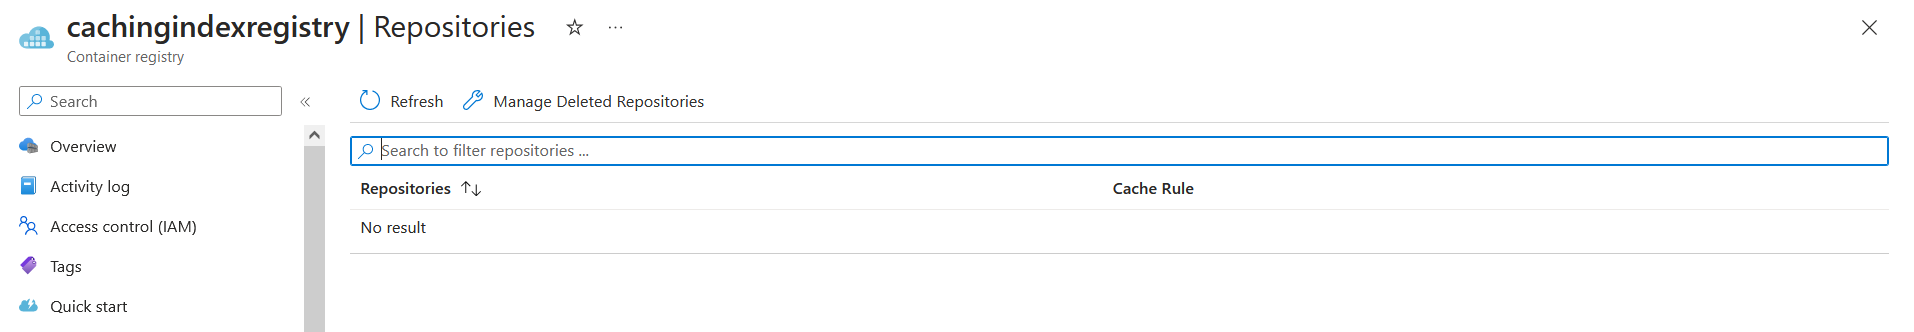 cachingindexregistry | Repositories ...
Container registry
Search
Refresh
Manage Deleted Repositories
Search to filter repositories ...
Overview
Activity log
Access control (IAM)
Tags
Quick start
Repositories
Cache Rule
No result